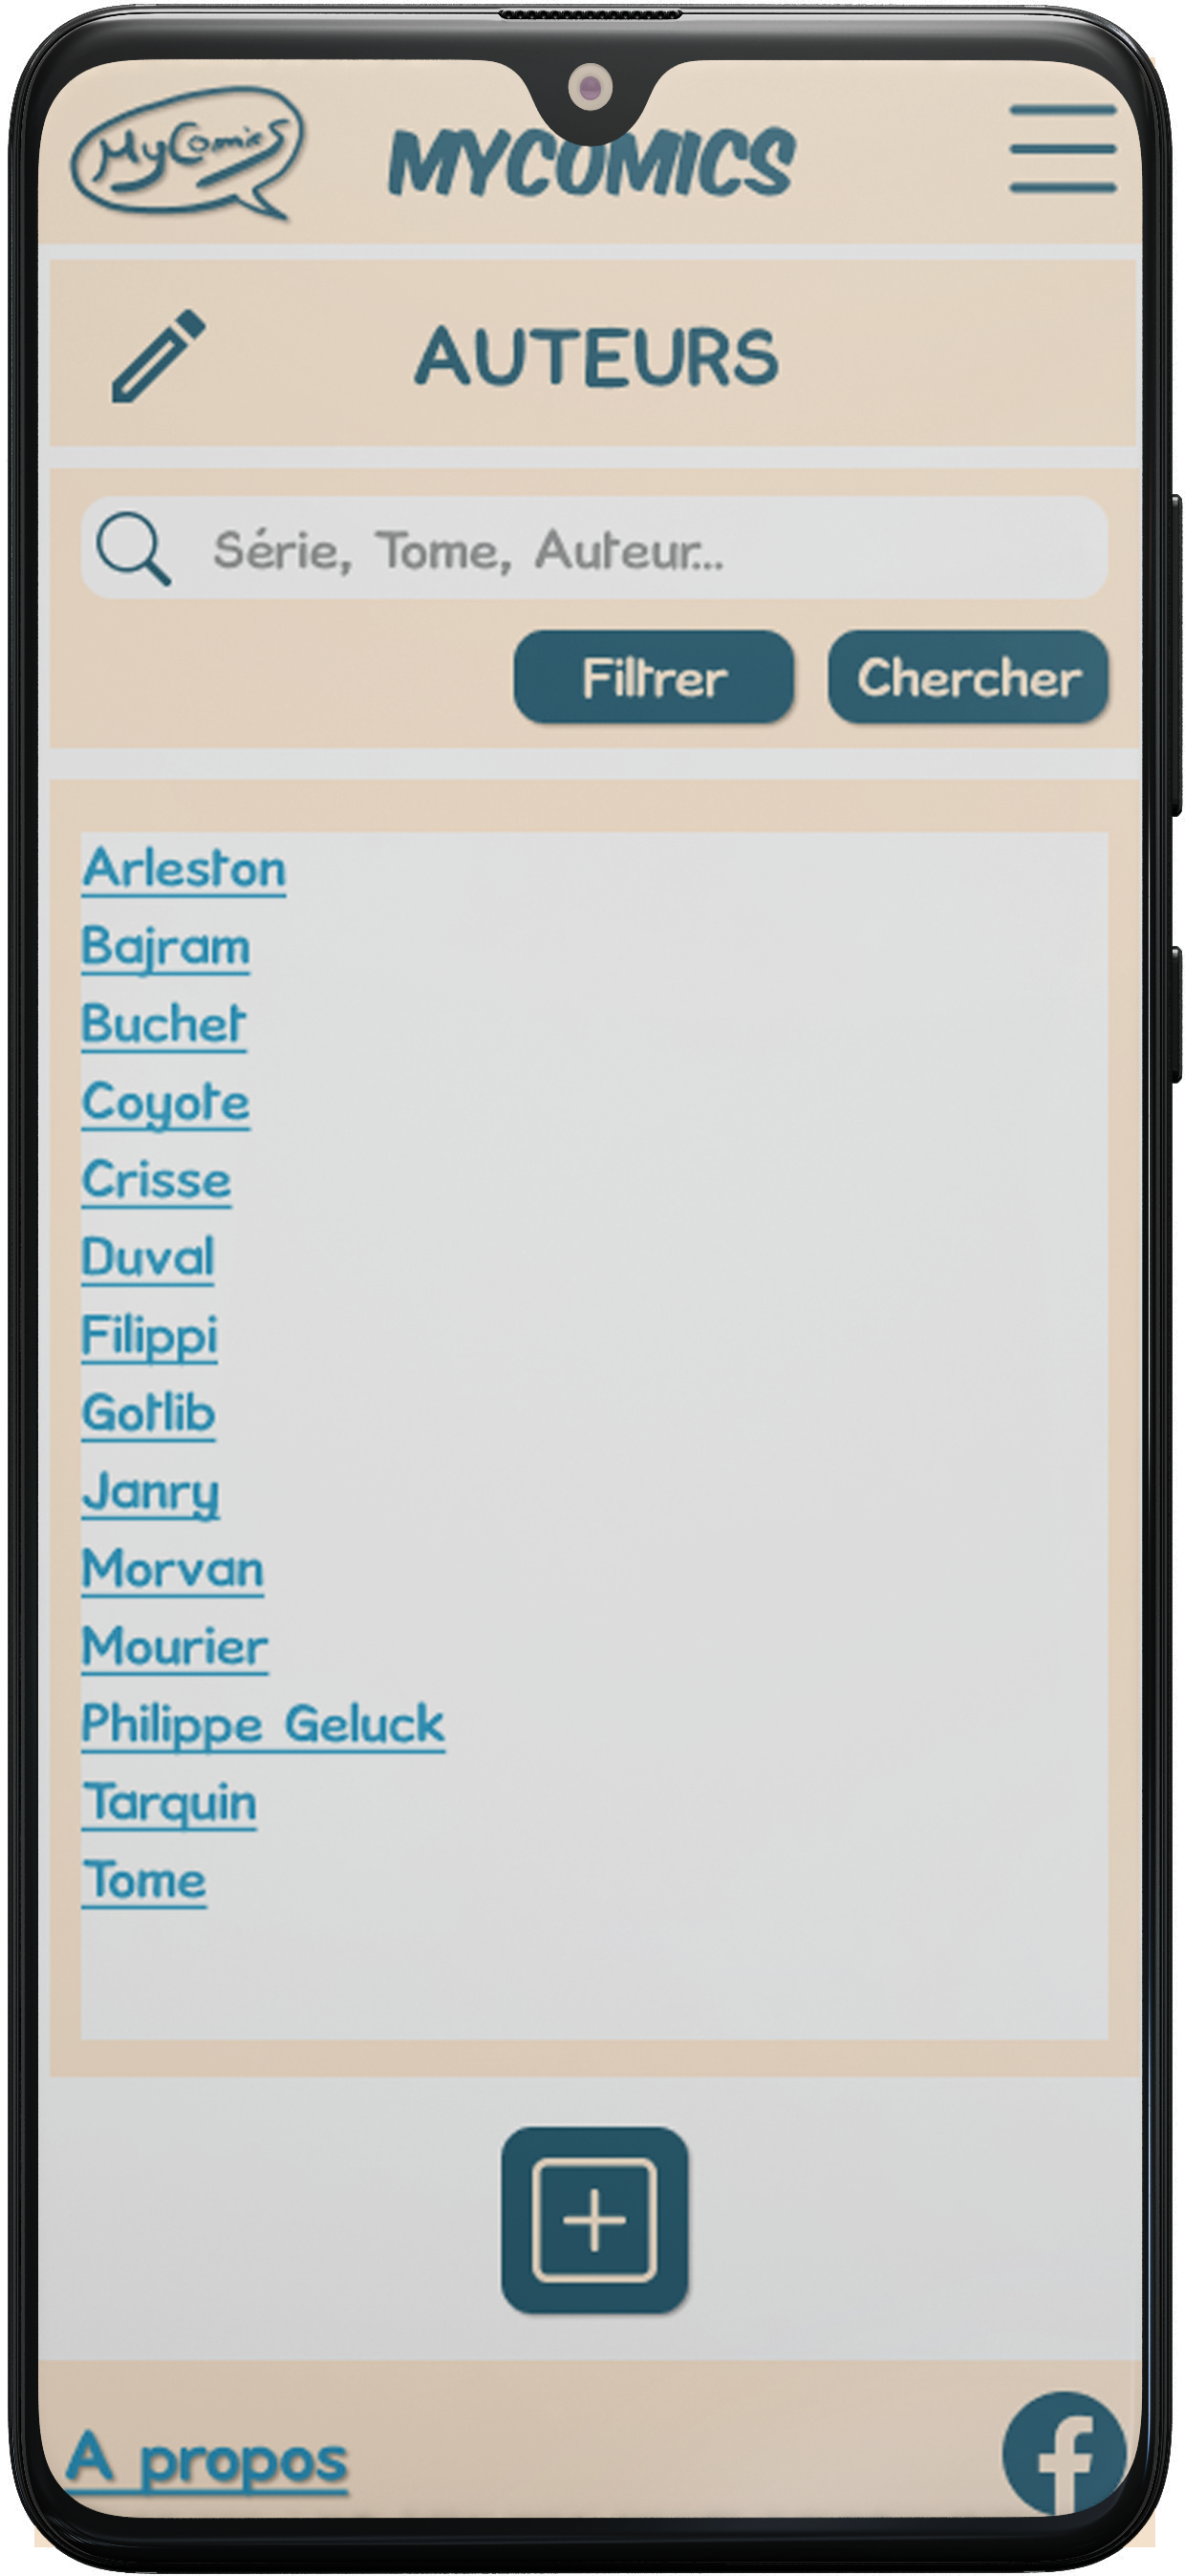 MyComics
MYCOMICS
AUTEURS
Série, Tome, Auteur...
Filtrer
Chercher
Arleston
Bajram
Buchet
Coyote
Crisse
Duval
Filippi
Gotlib
Janry
Morvan
Mourier
Philippe Geluck
Tarquin
Tome
A propos